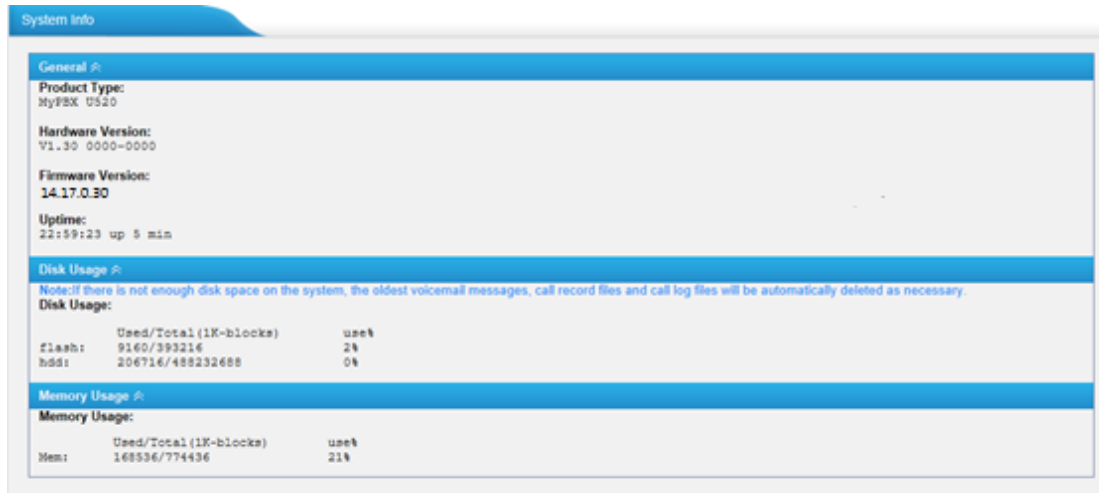 System Info
General
Product Type:
MyPBX U520
Hardware Version:
V1.30 0000-0000
Firmware Version:
14.17.0.30
Uptime:
22:59:23 up 5 min
Disk Usage
Note:If there is not enough disk space on the system, the oldest voicemail messages, call record files and call log files will be automatically deleted as necessary.
Disk Usage:
Used/Total(1K-blocks) use%
flash: 9160/393216 2%
hdd: 206716/488232688 0%
Memory Usage
Memory Usage:
Used/Total(1K-blocks) use%
Mem: 168536/774436 21%